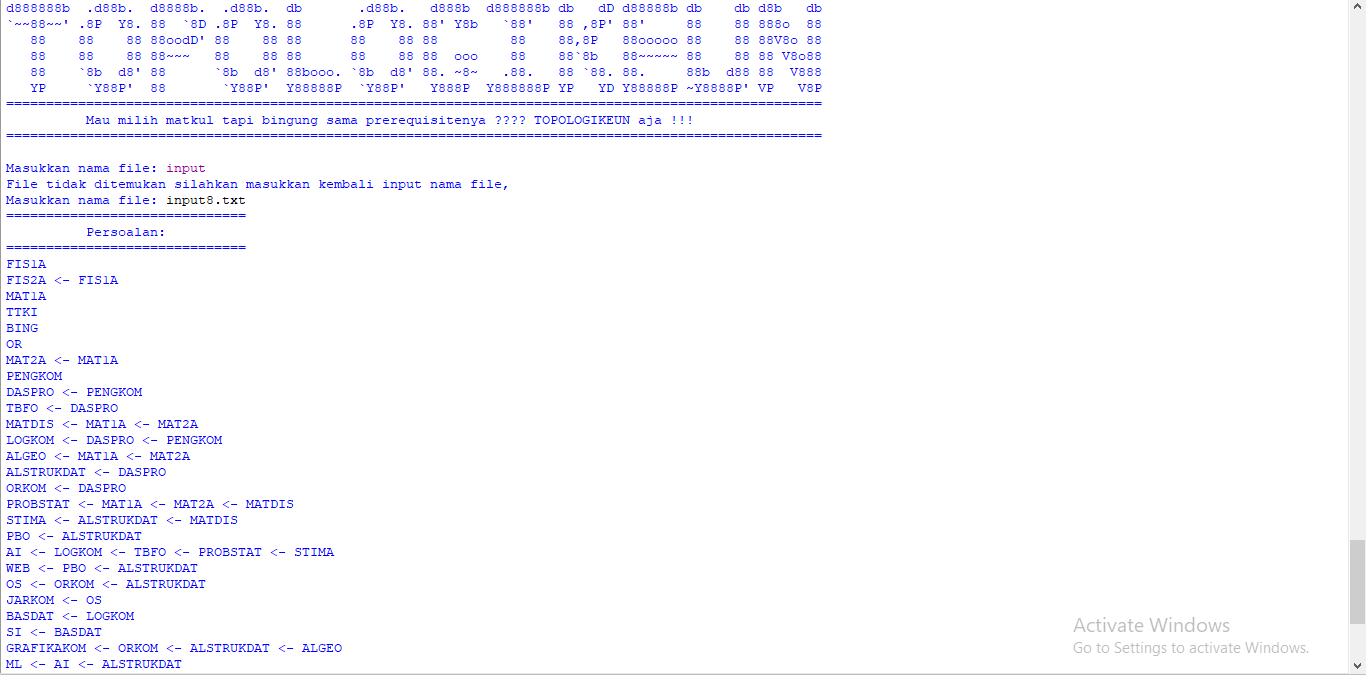 d888888b  .d88b.  d8888b.  .d88b.  db       .d88b.   d888b  d888888b db   dD d88888b db    db d8b   db
`~~88~~' .8P  Y8. 88  `8D .8P  Y8. 88      .8P  Y8. 88' Y8b   `88'   88 ,8P' 88'     88    88 888o  88
   88    88    88 88oodD' 88    88 88      88    88 88         88    88,8P   88ooooo 88    88 88V8o 88
   88    88    88 88~~~   88    88 88      88    88 88  ooo    88    88`8b   88~~~~~ 88    88 88 V8o88
   88    `8b  d8' 88      `8b  d8' 88booo. `8b  d8' 88. ~8~   .88.   88 `88. 88.     88b  d88 88  V888
   YP     `Y88P'  88       `Y88P'  Y88888P  `Y88P'   Y888P  Y888888P YP   YD Y88888P ~Y8888P' VP   V8P
======================================================================================================
Mau milih matkul tapi bingung sama prerequisitenya ???? TOPOLOGIKEUN aja !!!
======================================================================================================
Masukkan nama file: input
File tidak ditemukan silahkan masukkan kembali input nama file,
Masukkan nama file: input8.txt
==============================
Persoalan:
==============================
FIS1A
FIS2A <- FIS1A
MAT1A
TTKI
BING
OR
MAT2A <- MAT1A
PENGKOM
DASPRO <- PENGKOM
TBFO <- DASPRO
MATDIS <- MAT1A <- MAT2A
LOGKOM <- DASPRO <- PENGKOM
ALGEO <- MAT1A <- MAT2A
ALSTRUKDAT <- DASPRO
ORKOM <- DASPRO
PROBSTAT <- MAT1A <- MAT2A <- MATDIS
STIMA <- ALSTRUKDAT <- MATDIS
PBO <- ALSTRUKDAT
AI <- LOGKOM <- TBFO <- PROBSTAT <- STIMA
WEB <- PBO <- ALSTRUKDAT
OS <- ORKOM <- ALSTRUKDAT
JARKOM <- OS
BASDAT <- LOGKOM
SI <- BASDAT
GRAFIKAKOM <- ORKOM <- ALSTRUKDAT <- ALGEO
ML <- AI <- ALSTRUKDAT
Activate Windows
Go to Settings to activate Windows.